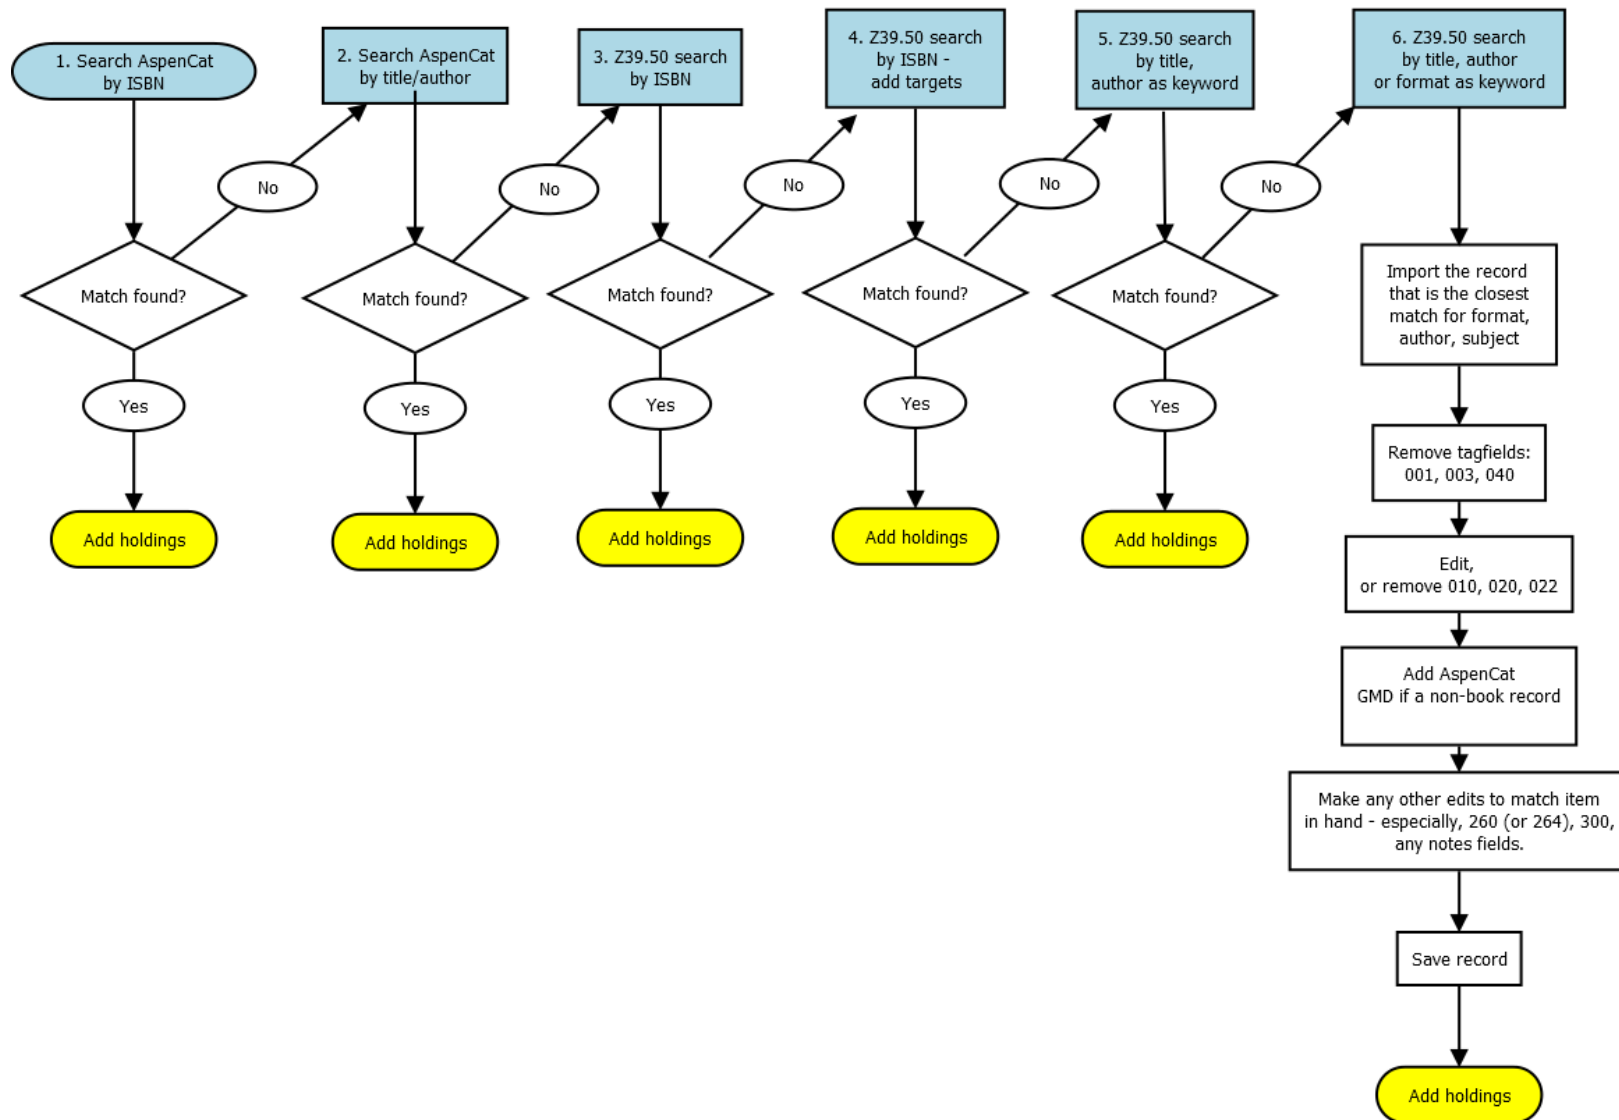 1. Search AspenCat
by ISBN
2. Search AspenCat
by title/author
3. Z39.50 search
by ISBN
4. Z39.50 search
by ISBN -
add targets
5. Z39.50 search
by title,
author as keyword
6. Z39.50 search
by title, author
or format as keyword
No
No
No
No
No
Match found?
Match found?
Match found?
Match found?
Match found?
Yes
Yes
Yes
Yes
Yes
Add holdings
Add holdings
Add holdings
Add holdings
Add holdings
Import the record
that is the closest
match for format,
author, subject
Remove tagfields:
001, 003, 040
Edit,
or remove 010, 020, 022
Add AspenCat
GMD if a non-book record
Make any other edits to match item
in hand - especially, 260 (or 264), 300,
any notes fields.
Save record
Add holdings